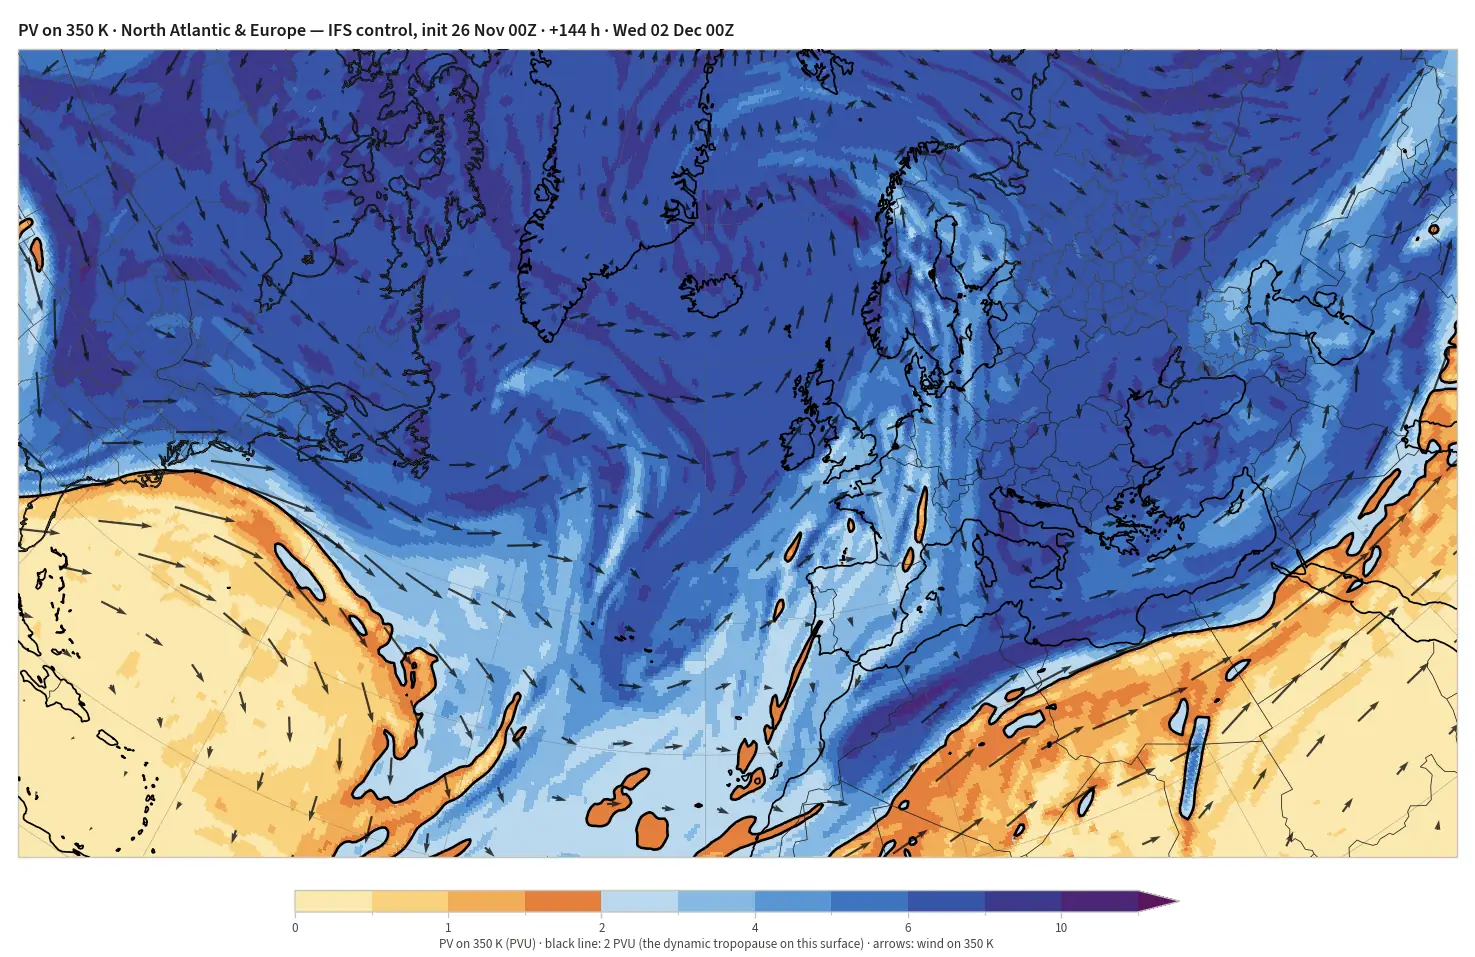 PV on 350 K · North Atlantic & Europe — IFS control, init 26 Nov 00Z · +144 h · Wed 02 Dec 00Z
0 1 2 4 6 10
PV on 350 K (PVU) · black line: 2 PVU (the dynamic tropopause on this surface) · arrows: wind on 350 K